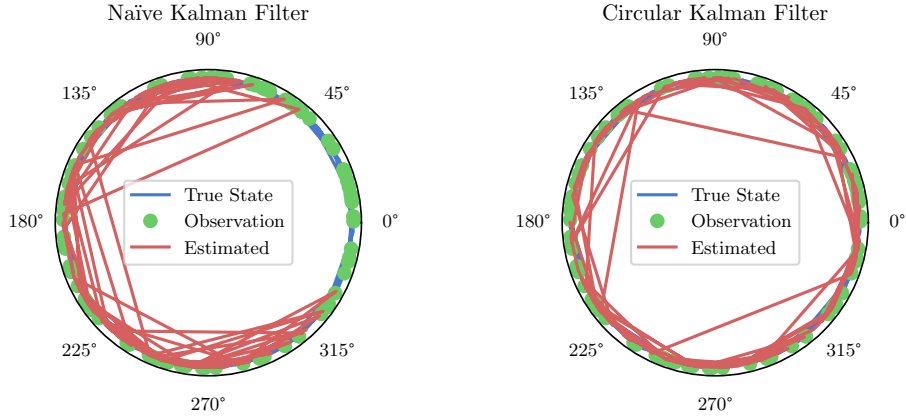 Naïve Kalman Filter
90°
135°
45°
180°
0°
True State
Observation
Estimated
225°
315°
270°
Circular Kalman Filter
90°
135°
45°
180°
0°
True State
Observation
Estimated
225°
315°
270°